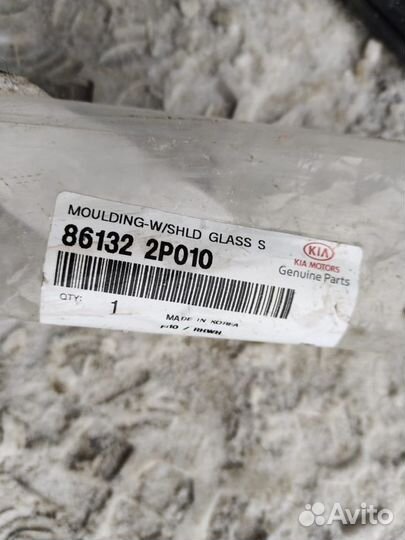 MOULDING-W/SHLD GLASS S
86132 2P010
KIA
KIA MOTORS
Genuine Parts
QTY: 1
MADE IN KOREA
Avito